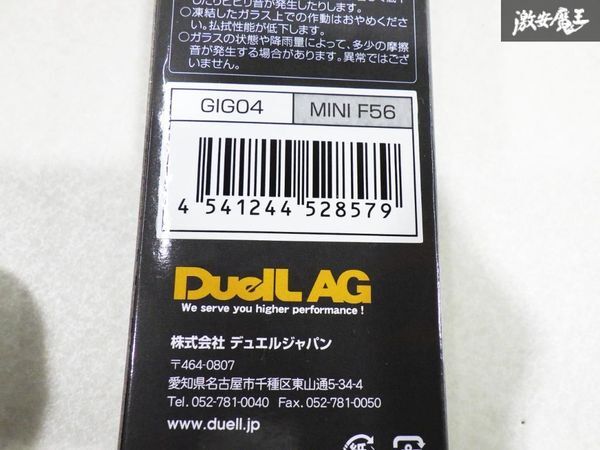 たりビビリ音が発生したりします。
●凍結したガラス上での作動はおやめくださ
い。払拭性能が低下します。
●ガラスの状態や降雨量によって、多少の摩擦
音が発生する場合があります。異常ではござ
いません。
激安魔王
GIG04 MINI F56
4 541244 528579
DuelL AG
We serve you higher performance !
株式会社 デュエルジャパン
〒464-0807
愛知県名古屋市千種区東山通5-34-4
Tel. 052-781-0040 Fax. 052-781-0050
www.duell.jp
紙